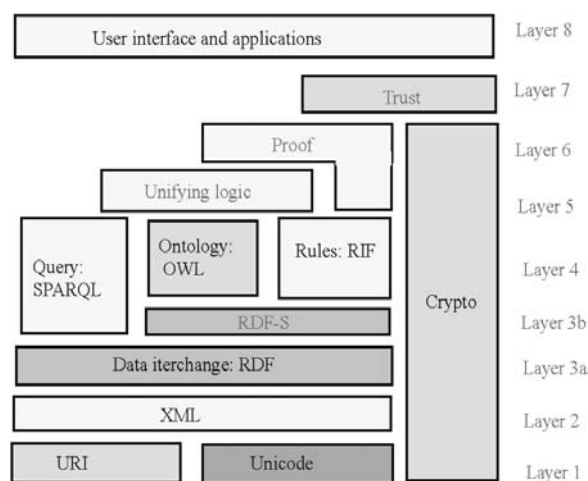 User interface and applications
Layer 8
Trust
Layer 7
Proof
Layer 6
Unifying logic
Layer 5
Query:
SPARQL
Ontology:
OWL
Rules: RIF
Layer 4
Crypto
RDF-S
Layer 3b
Data iterchange: RDF
Layer 3a
XML
Layer 2
URI
Unicode
Layer 1